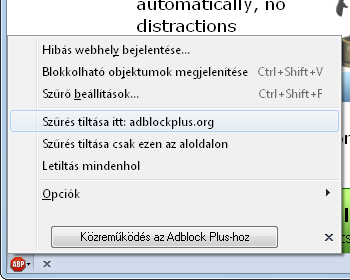 automatically, no
distractions
Hibás webhely bejelentése...
Blokkolható objektumok megjelenítése Ctrl+Shift+V
Szűrő beállítások... Ctrl+Shift+F
Szűrés tiltása itt: adblockplus.org
Szűrés tiltása csak ezen az aloldalon
Letiltás mindenhol
Opciók
Közreműködés az Adblock Plus-hoz
ABP